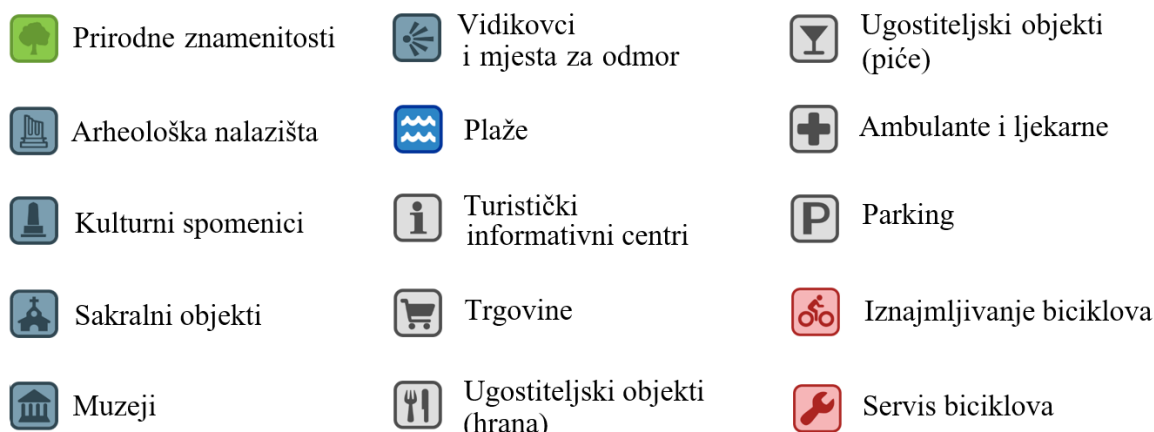 Prirodne znamenitosti
Arheološka nalazišta
Kulturni spomenici
Sakralni objekti
Muzeji
Vidikovci
i mjesta za odmor
Plaže
i
Turistički
informativni centri
Trgovine
Ugostiteljski objekti
(hrana)
Ugostiteljski objekti
(piće)
Ambulante i ljekarne
P
Parking
Iznajmljivanje biciklova
Servis biciklova